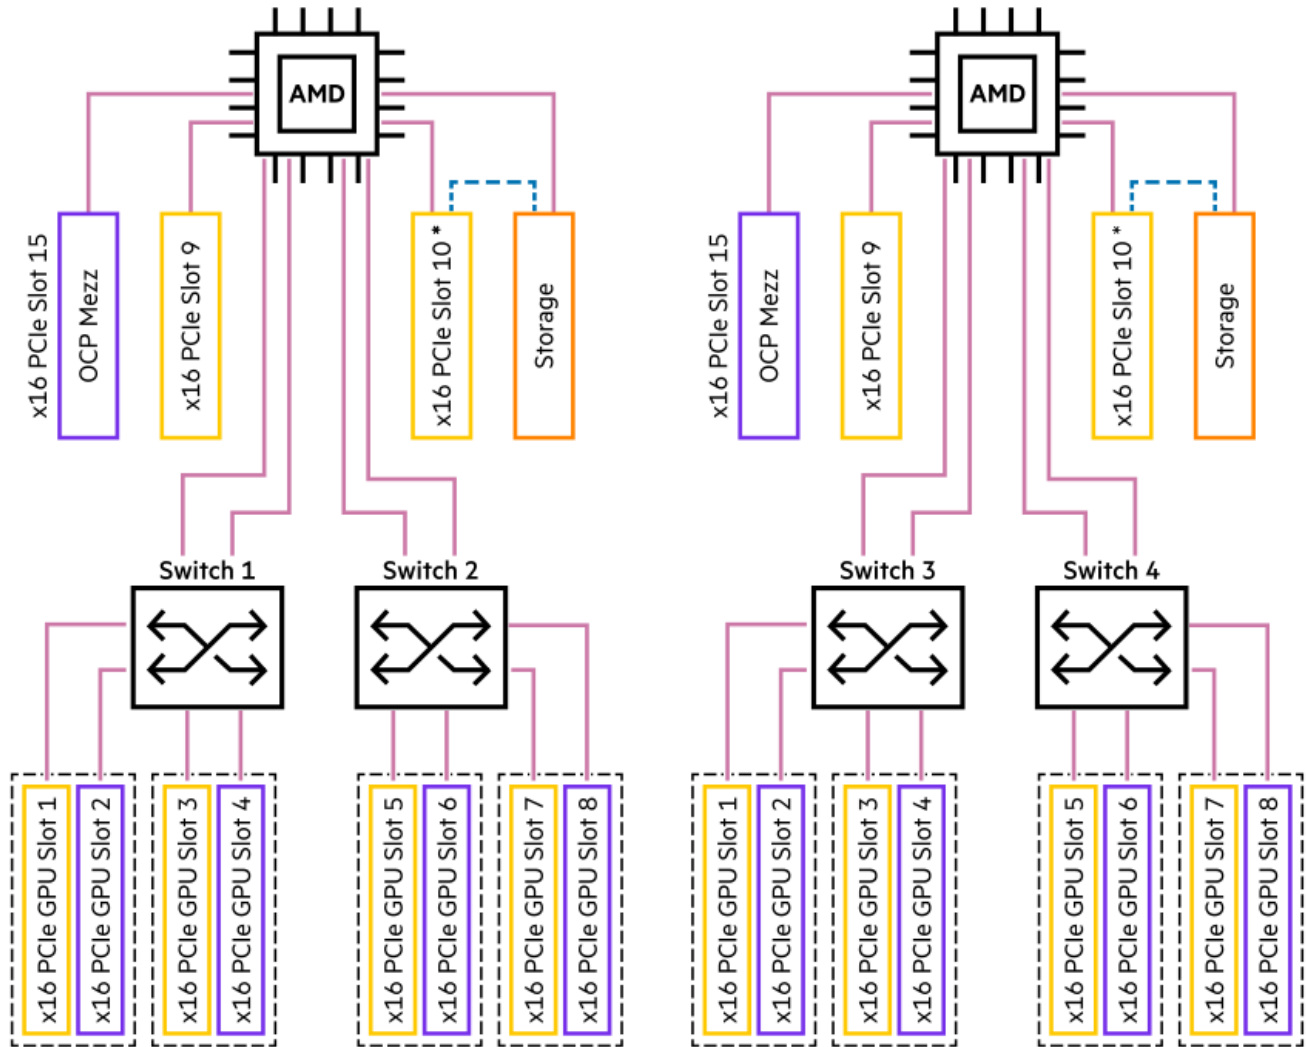 AMD
x16 PCIe Slot 15
OCP Mezz
x16 PCIe Slot 9
x16 PCIe Slot 10 *
Storage
Switch 1
Switch 2
x16 PCIe GPU Slot 1
x16 PCIe GPU Slot 2
x16 PCIe GPU Slot 3
x16 PCIe GPU Slot 4
x16 PCIe GPU Slot 5
x16 PCIe GPU Slot 6
x16 PCIe GPU Slot 7
x16 PCIe GPU Slot 8
AMD
x16 PCIe Slot 15
OCP Mezz
x16 PCIe Slot 9
x16 PCIe Slot 10 *
Storage
Switch 3
Switch 4
x16 PCIe GPU Slot 1
x16 PCIe GPU Slot 2
x16 PCIe GPU Slot 3
x16 PCIe GPU Slot 4
x16 PCIe GPU Slot 5
x16 PCIe GPU Slot 6
x16 PCIe GPU Slot 7
x16 PCIe GPU Slot 8